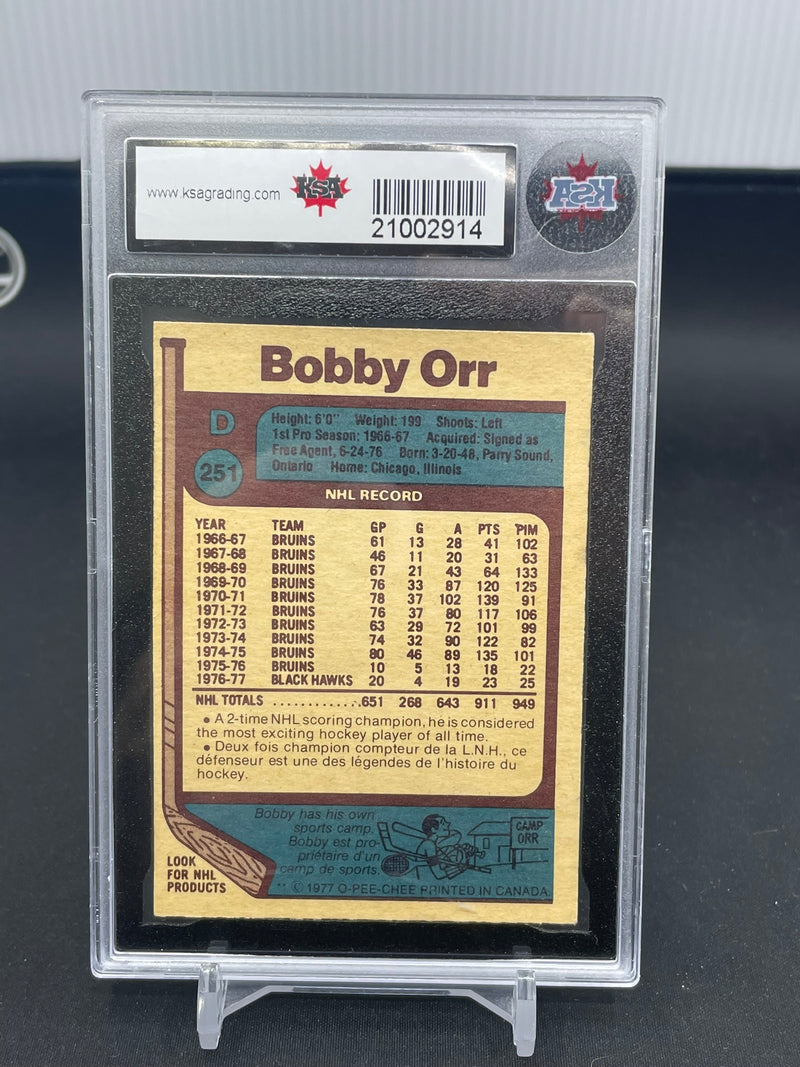 www.ksagrading.com KSA
21002914
KSA
Bobby Orr
D
251
Height: 6'0" Weight: 199 Shoots: Left
1st Pro Season: 1966-67 Acquired: Signed as
Free Agent, 6-24-76 Born: 3-20-48, Parry Sound,
Ontario Home: Chicago, Illinois
NHL RECORD
YEAR TEAM GP G A PTS PIM
1966-67 BRUINS 61 13 28 41 102
1967-68 BRUINS 46 11 20 31 63
1968-69 BRUINS 67 21 43 64 133
1969-70 BRUINS 76 33 87 120 125
1970-71 BRUINS 78 37 102 139 91
1971-72 BRUINS 76 37 80 117 106
1972-73 BRUINS 63 29 72 101 99
1973-74 BRUINS 74 32 90 122 82
1974-75 BRUINS 80 46 89 135 101
1975-76 BRUINS 10 5 13 18 22
1976-77 BLACK HAWKS 20 4 19 23 25
NHL TOTALS .............651 268 643 911 949
• A 2-time NHL scoring champion, he is considered
the most exciting hockey player of all time.
• Deux fois champion compteur de la L.N.H., ce
défenseur est une des légendes de l'histoire du
hockey.
Bobby has his own
sports camp.
Bobby est pro-
priétaire d'un
camp de sports.
CAMP
ORR
LOOK
FOR NHL
PRODUCTS
** © 1977 O-PEE-CHEE PRINTED IN CANADA.